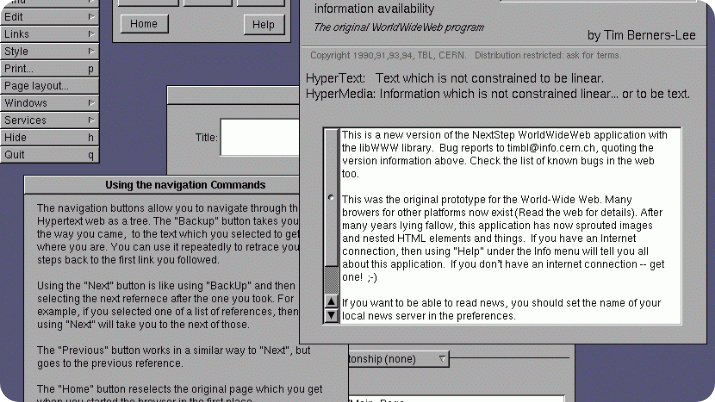 information availability
The original WorldWideWeb program
by Tim Berners-Lee
Copyright 1990,91,93,94, TBL, CERN. Distribution restricted: ask for terms.
HyperText: Text which is not constrained to be linear.
HyperMedia: Information which is not constrained linear... or to be text.
This is a new version of the NextStep WorldWideWeb application with
the libWWW library. Bug reports to timbl@info.cern.ch, quoting the
version information above. Check the list of known bugs in the web
too.
This was the original prototype for the World-Wide Web. Many
browers for other platforms now exist (Read the web for details). After
many years lying fallow, this application has now sprouted images
and nested HTML elements and things. If you have an Internet
connection, then using "Help" under the Info menu will tell you all
about this application. If you don't have an internet connection -- get
one! ;-)
If you want to be able to read news, you should set the name of your
local news server in the preferences.
Edit
Links
Style
Print... p
Page layout...
Windows
Services
Hide h
Quit q
Home
Help
Title:
Using the navigation Commands
The navigation buttons allow you to navigate through th
Hypertext web as a tree. The "Backup" button takes you
the way you came, to the text which you selected to get
where you are. You can use it repeatedly to retrace you
steps back to the first link you followed.
Using the "Next" button is like using "BackUp" and then
selecting the next refernece after the one you took. For
example, if you selected one of a list of references, then
using "Next" will take you to the next of those.
The "Previous" button works in a similar way to "Next", but
goes to the previous reference.
The "Home" button reselects the original page which you get
when you started the browser in the first place.
tonship (none)